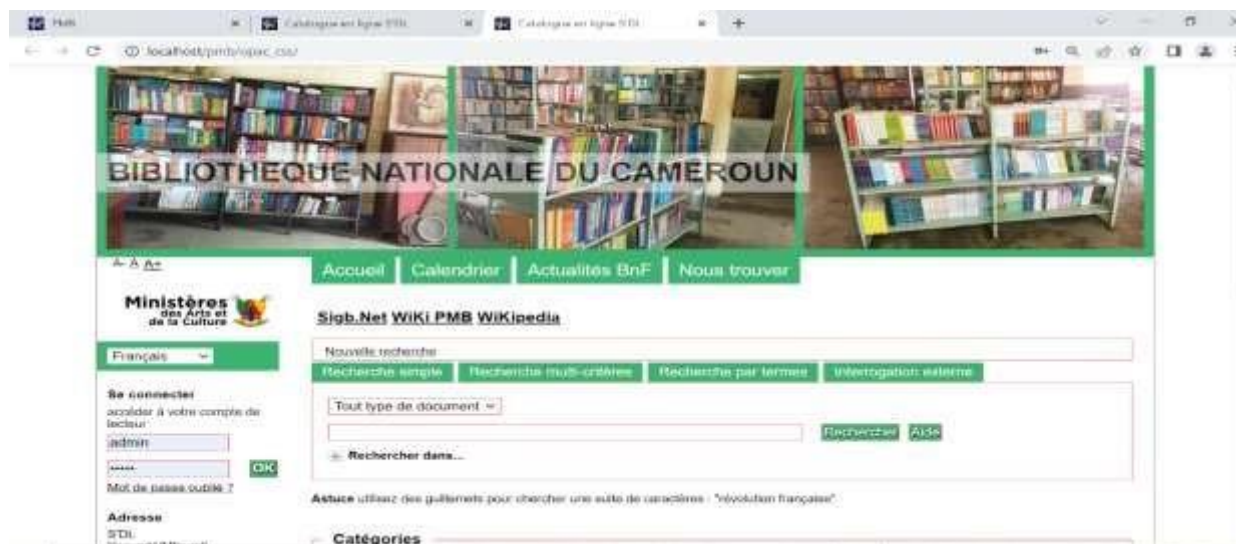 PMB
Catalogue en ligne STDL
Catalogue en ligne STDL
localhost/pmb/opac_css/
BIBLIOTHEQUE NATIONALE DU CAMEROUN
A- A A+
Accueil Calendrier Actualités BnF Nous trouver
Ministères
des Arts et
de la Culture
Sigb.Net WiKi PMB WiKipedia
Français
Nouvelle recherche
Recherche simple Recherche multi-critères Recherche par termes Interrogation externe
Se connecter
accéder à votre compte de
lecteur
Tout type de document
admin
•••••
OK
Rechercher Aide
Rechercher dans...
Mot de passe oublié ?
Astuce utilisez des guillemets pour chercher une suite de caractères : "révolution française"
Adresse
Catégories